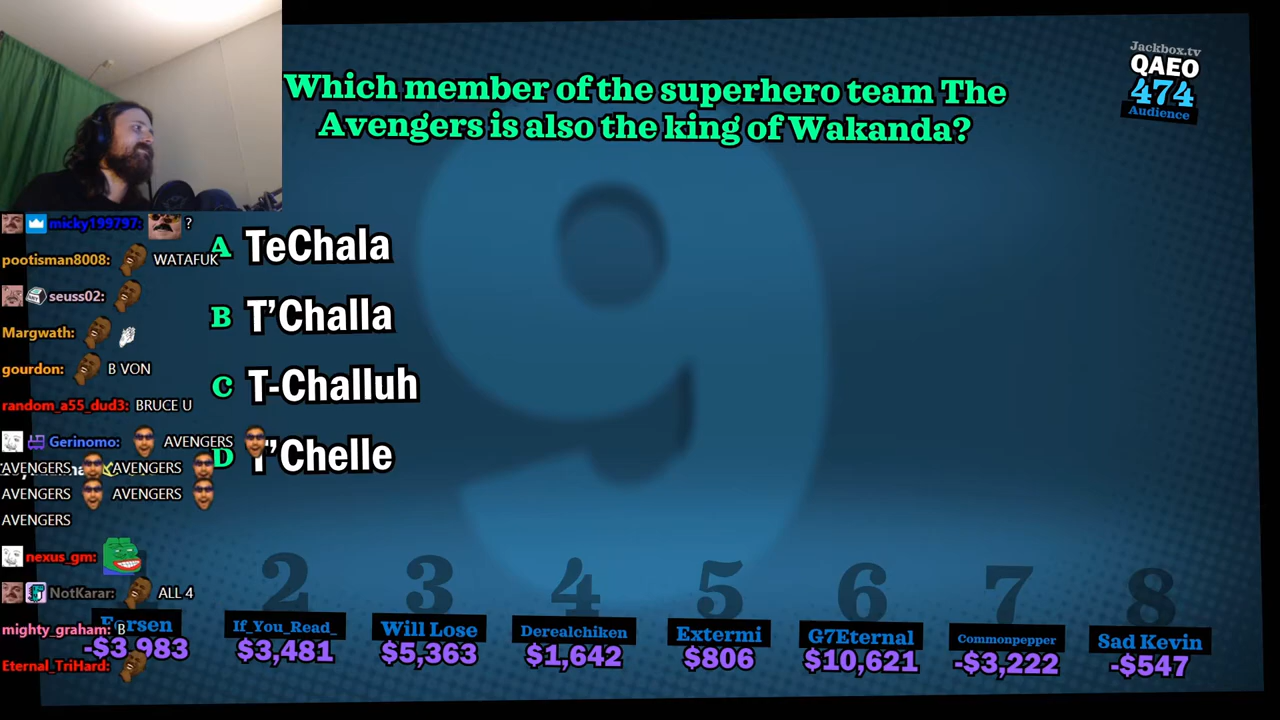 Jackbox.tv
QAEO
474
Audience
Which member of the superhero team The
Avengers is also the king of Wakanda?
A TeChala
B T'Challa
C T-Challuh
D T'Chelle
micky199797: ?
pootisman8008: WATAFUK
seuss02:
Margwath:
gourdon: B VON
random_a55_dud3: BRUCE U
Gerinomo: AVENGERS
AVENGERS AVENGERS
AVENGERS AVENGERS
AVENGERS
nexus_gm:
NotKarar: ALL 4
mighty_graham: B
Eternal_TriHard:
9
2 3 4 5 6 7 8
Forsen If_You_Read_ Will Lose Derealchiken Extermi G7Eternal Commonpepper Sad Kevin
-$3,983 $3,481 $5,363 $1,642 $806 $10,621 -$3,222 -$547